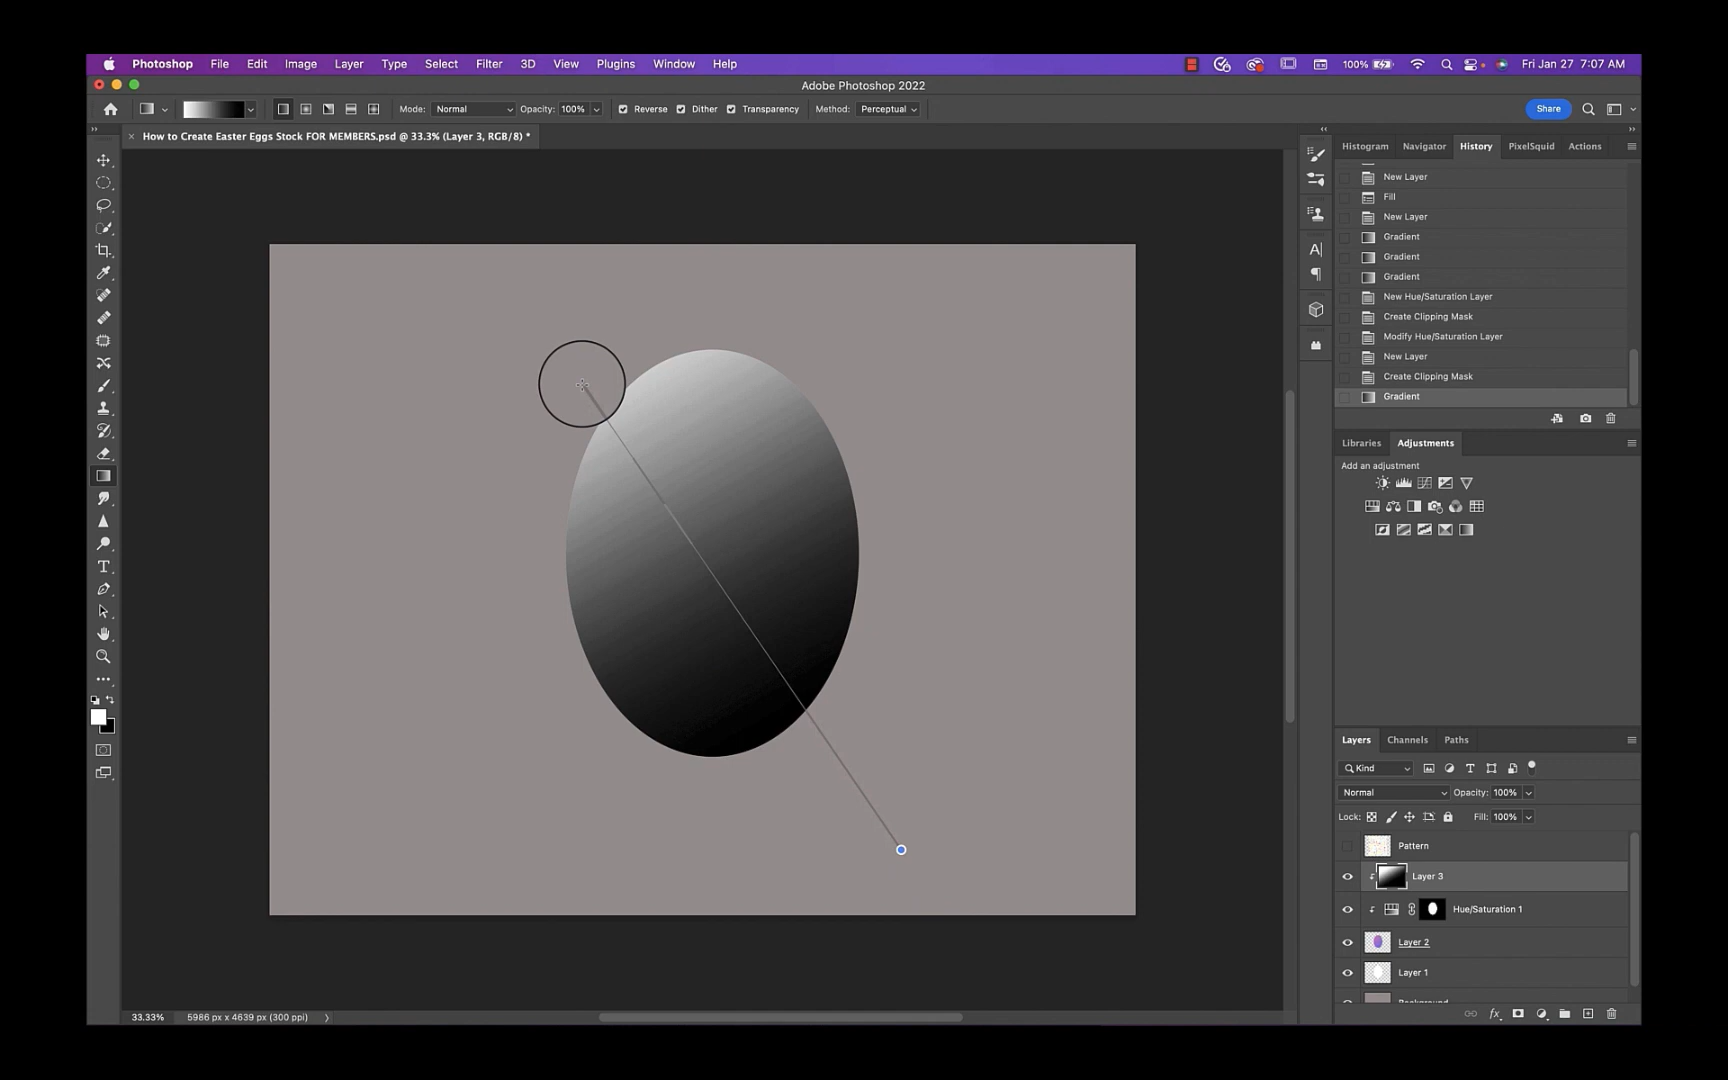 Photoshop File Edit Image Layer Type Select Filter 3D View Plugins Window Help 100% Fri Jan 27 7:07 AM
Adobe Photoshop 2022
Mode: Normal Opacity: 100% Reverse Dither Transparency Method: Perceptual Share
How to Create Easter Eggs Stock FOR MEMBERS.psd @ 33.3% (Layer 3, RGB/8) *
Histogram Navigator History PixelSquid Actions
New Layer
Fill
New Layer
Gradient
Gradient
Gradient
New Hue/Saturation Layer
Create Clipping Mask
Modify Hue/Saturation Layer
New Layer
Create Clipping Mask
Gradient
Libraries Adjustments
Add an adjustment
Layers Channels Paths
Kind
Normal Opacity: 100%
Lock: Fill: 100%
Pattern
Layer 3
Hue/Saturation 1
Layer 2
Layer 1
Background
33.33% 5986 px x 4639 px (300 ppi)